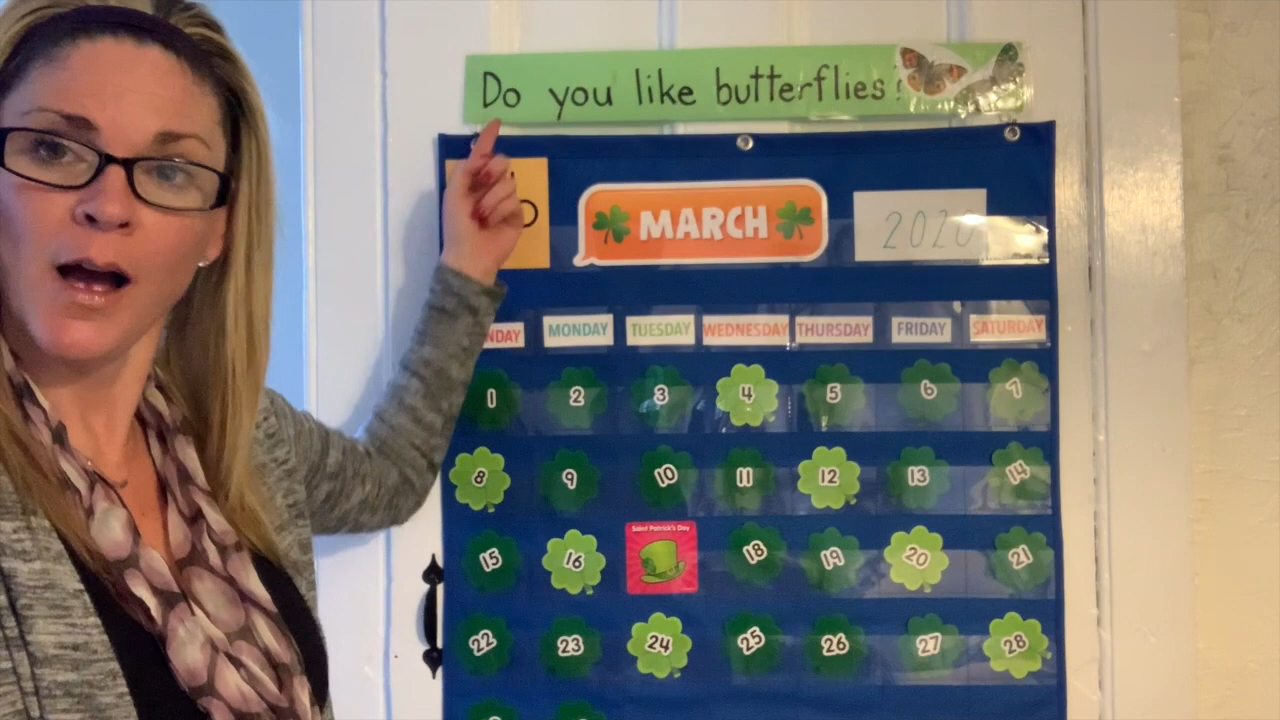 Do you like butterflies
MARCH
2020
MONDAY TUESDAY WEDNESDAY THURSDAY FRIDAY SATURDAY
1 2 3 4 5 6 7
8 9 10 11 12 13 14
Saint Patrick's Day
15 16 18 19 20 21
22 23 24 25 26 27 28